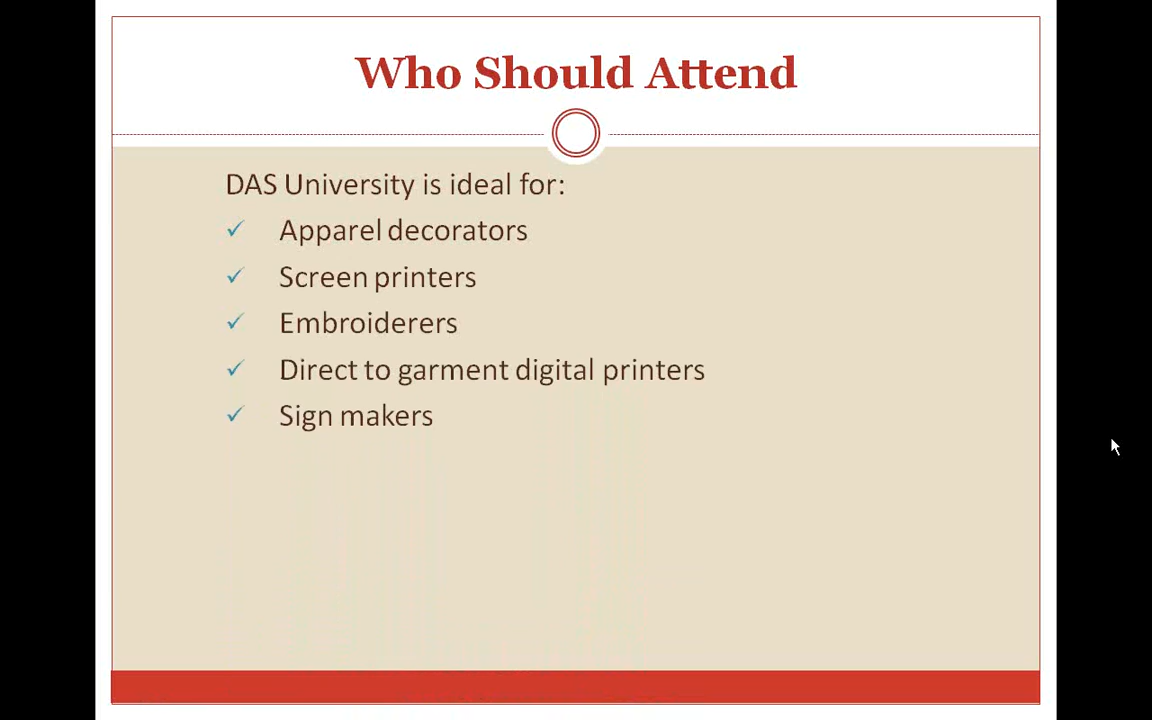 Who Should Attend
DAS University is ideal for:
✓ Apparel decorators
✓ Screen printers
✓ Embroiderers
✓ Direct to garment digital printers
✓ Sign makers